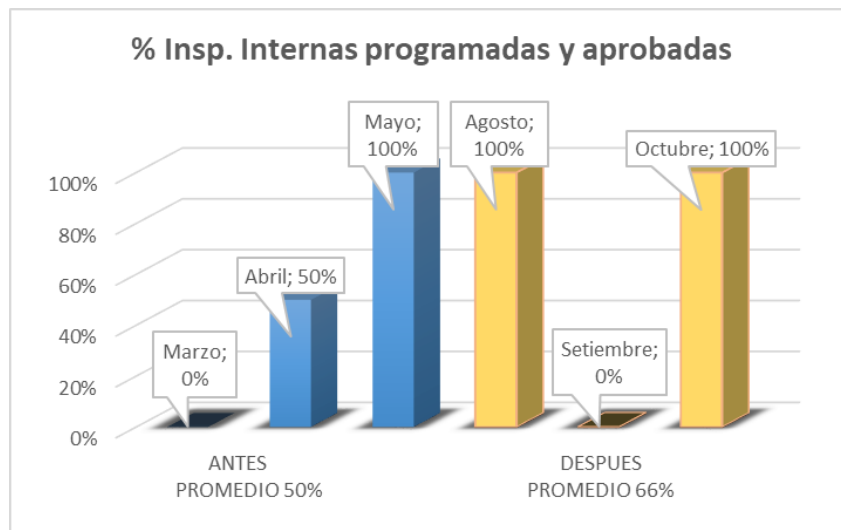 % Insp. Internas programadas y aprobadas
100%
80%
60%
40%
20%
0%
Marzo;
0%
Abril; 50%
Mayo;
100%
Agosto;
100%
Setiembre;
0%
Octubre; 100%
ANTES
PROMEDIO 50%
DESPUES
PROMEDIO 66%